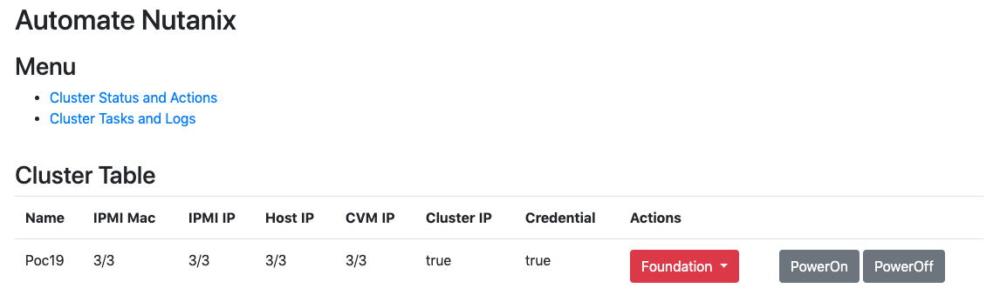 Automate Nutanix
Menu
Cluster Status and Actions
Cluster Tasks and Logs
Cluster Table
Name IPMI Mac IPMI IP Host IP CVM IP Cluster IP Credential Actions
Poc19 3/3 3/3 3/3 3/3 true true Foundation PowerOn PowerOff